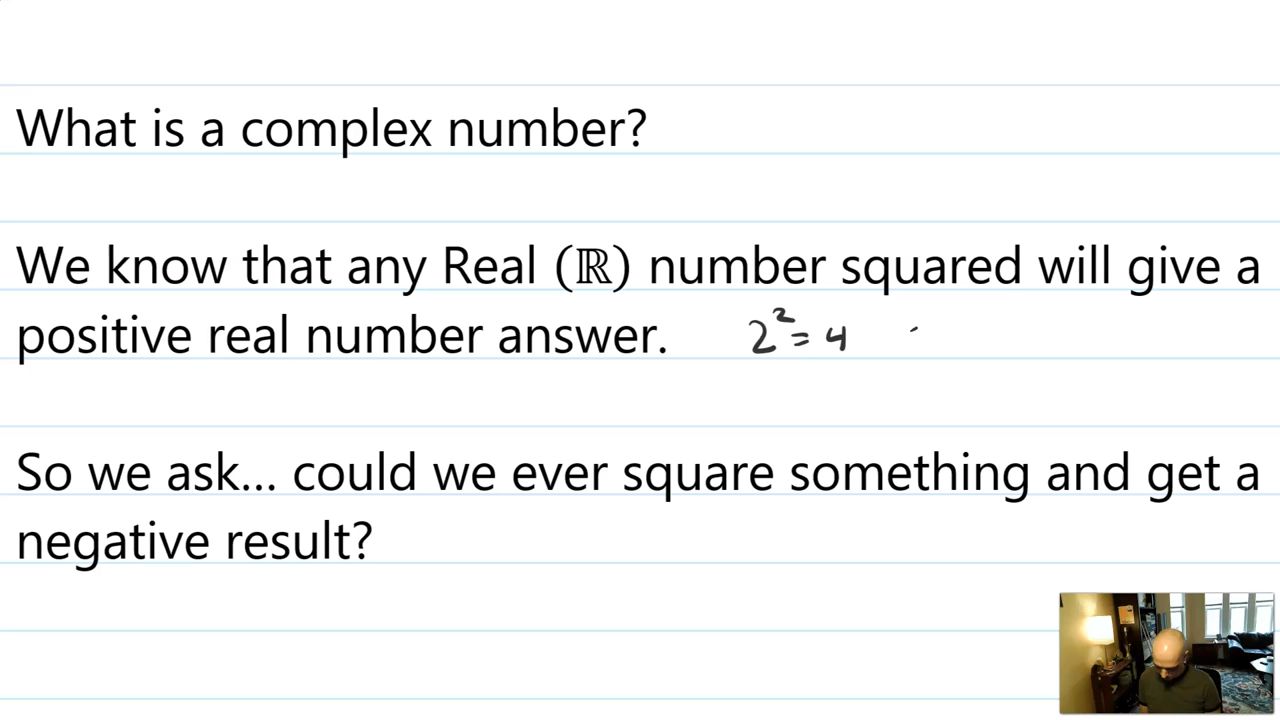 What is a complex number?
We know that any Real (ℝ) number squared will give a
positive real number answer. 2² = 4
So we ask... could we ever square something and get a
negative result?